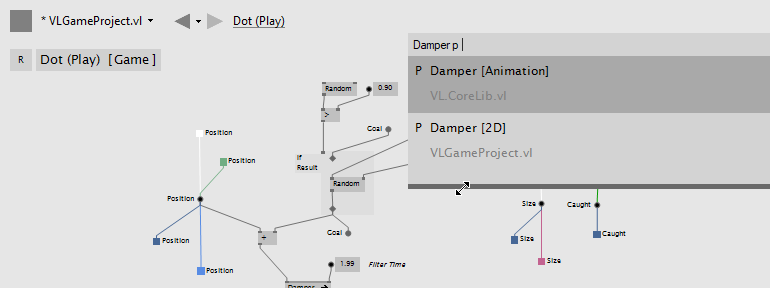 * VLGameProject.vl
Dot (Play)
R
Dot (Play) [Game]
Damper p
P Damper [Animation]
VL.CoreLib.vl
P Damper [2D]
VLGameProject.vl
Random
0.90
>
Goal
Position
Position
If
Result
Random
Position
Size
Caught
Position
+
Goal
Size
Caught
Size
Position
1.99
Filter Time
Damper